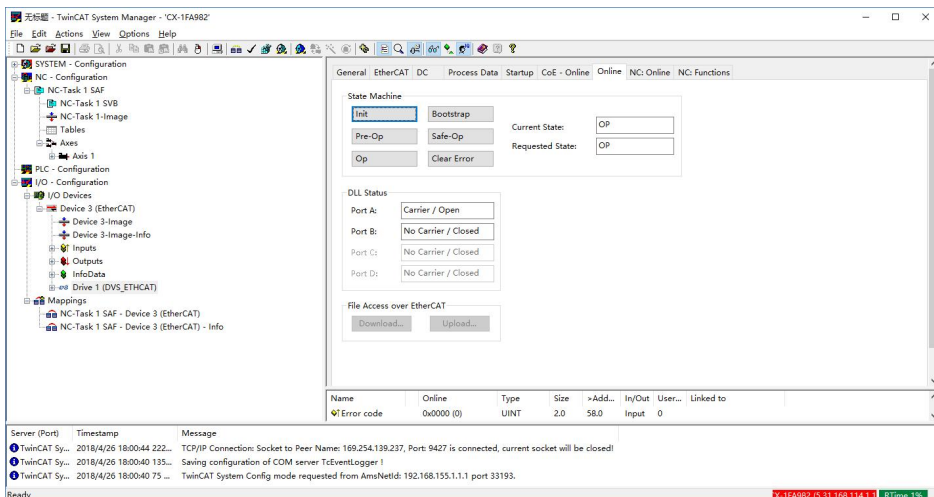 无标题 - TwinCAT System Manager - 'CX-1FA982'
File Edit Actions View Options Help
SYSTEM - Configuration
NC - Configuration
NC-Task 1 SAF
NC-Task 1 SVB
NC-Task 1-Image
Tables
Axes
Axis 1
PLC - Configuration
I/O - Configuration
I/O Devices
Device 3 (EtherCAT)
Device 3-Image
Device 3-Image-Info
Inputs
Outputs
InfoData
Drive 1 (DVS_ETHCAT)
Mappings
NC-Task 1 SAF - Device 3 (EtherCAT)
NC-Task 1 SAF - Device 3 (EtherCAT) - Info
General EtherCAT DC Process Data Startup CoE - Online Online NC: Online NC: Functions
State Machine
Init Bootstrap
Pre-Op Safe-Op
Op Clear Error
Current State: OP
Requested State: OP
DLL Status
Port A: Carrier / Open
Port B: No Carrier / Closed
Port C: No Carrier / Closed
Port D: No Carrier / Closed
File Access over EtherCAT
Download... Upload...
Name Online Type Size >Add... In/Out User... Linked to
Error code 0x0000 (0) UINT 2.0 58.0 Input 0
Server (Port) Timestamp Message
TwinCAT Sy... 2018/4/26 18:00:44 222... TCP/IP Connection: Socket to Peer Name: 169.254.139.237, Port: 9427 is connected, current socket will be closed!
TwinCAT Sy... 2018/4/26 18:00:40 135... Saving configuration of COM server TcEventLogger !
TwinCAT Sy... 2018/4/26 18:00:40 75 ... TwinCAT System Config mode requested from AmsNetId: 192.168.155.1.1.1 port 33193.
Ready CX-1FA982 (5.31.168.114.1.1) RTime 1%